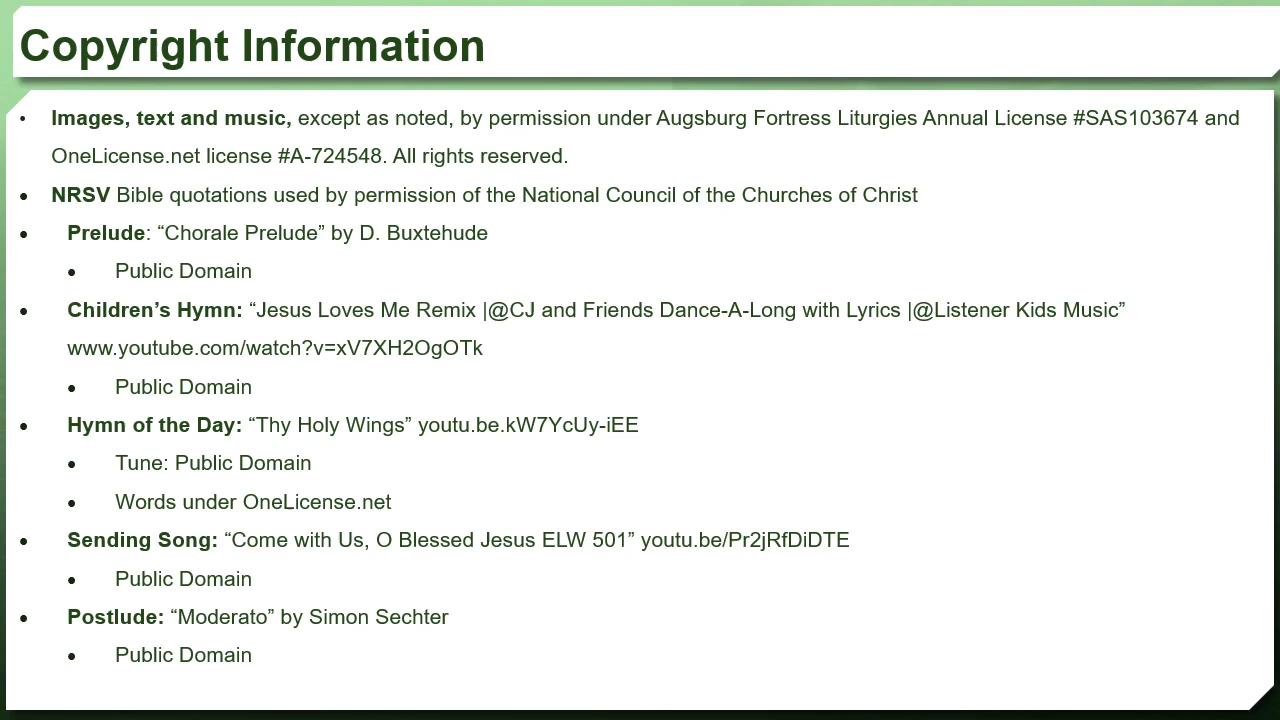 Copyright Information
• Images, text and music, except as noted, by permission under Augsburg Fortress Liturgies Annual License #SAS103674 and
OneLicense.net license #A-724548. All rights reserved.
• NRSV Bible quotations used by permission of the National Council of the Churches of Christ
• Prelude: “Chorale Prelude” by D. Buxtehude
• Public Domain
• Children’s Hymn: “Jesus Loves Me Remix |@CJ and Friends Dance-A-Long with Lyrics |@Listener Kids Music”
www.youtube.com/watch?v=xV7XH2OgOTk
• Public Domain
• Hymn of the Day: “Thy Holy Wings” youtu.be.kW7YcUy-iEE
• Tune: Public Domain
• Words under OneLicense.net
• Sending Song: “Come with Us, O Blessed Jesus ELW 501” youtu.be/Pr2jRfDiDTE
• Public Domain
• Postlude: “Moderato” by Simon Sechter
• Public Domain